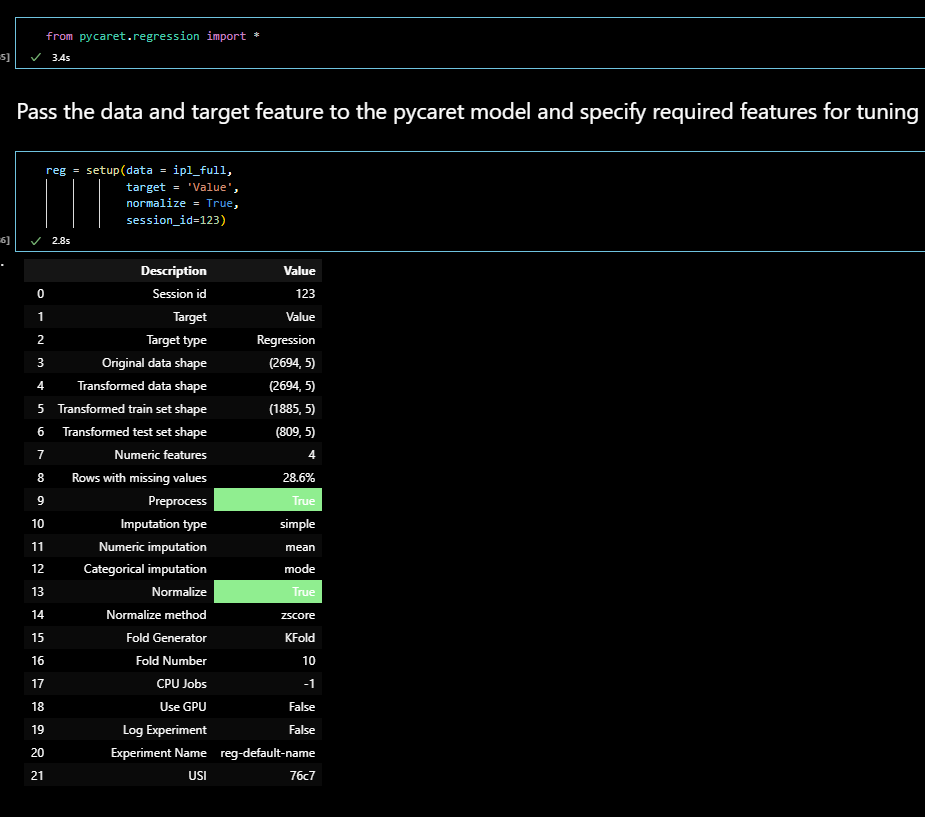 from pycaret.regression import *
5]
3.4s
Pass the data and target feature to the pycaret model and specify required features for tuning
reg = setup(data = ipl_full,
target = 'Value',
normalize = True,
session_id=123)
6]
2.8s
Description Value
0 Session id 123
1 Target Value
2 Target type Regression
3 Original data shape (2694, 5)
4 Transformed data shape (2694, 5)
5 Transformed train set shape (1885, 5)
6 Transformed test set shape (809, 5)
7 Numeric features 4
8 Rows with missing values 28.6%
9 Preprocess True
10 Imputation type simple
11 Numeric imputation mean
12 Categorical imputation mode
13 Normalize True
14 Normalize method zscore
15 Fold Generator KFold
16 Fold Number 10
17 CPU Jobs -1
18 Use GPU False
19 Log Experiment False
20 Experiment Name reg-default-name
21 USI 76c7